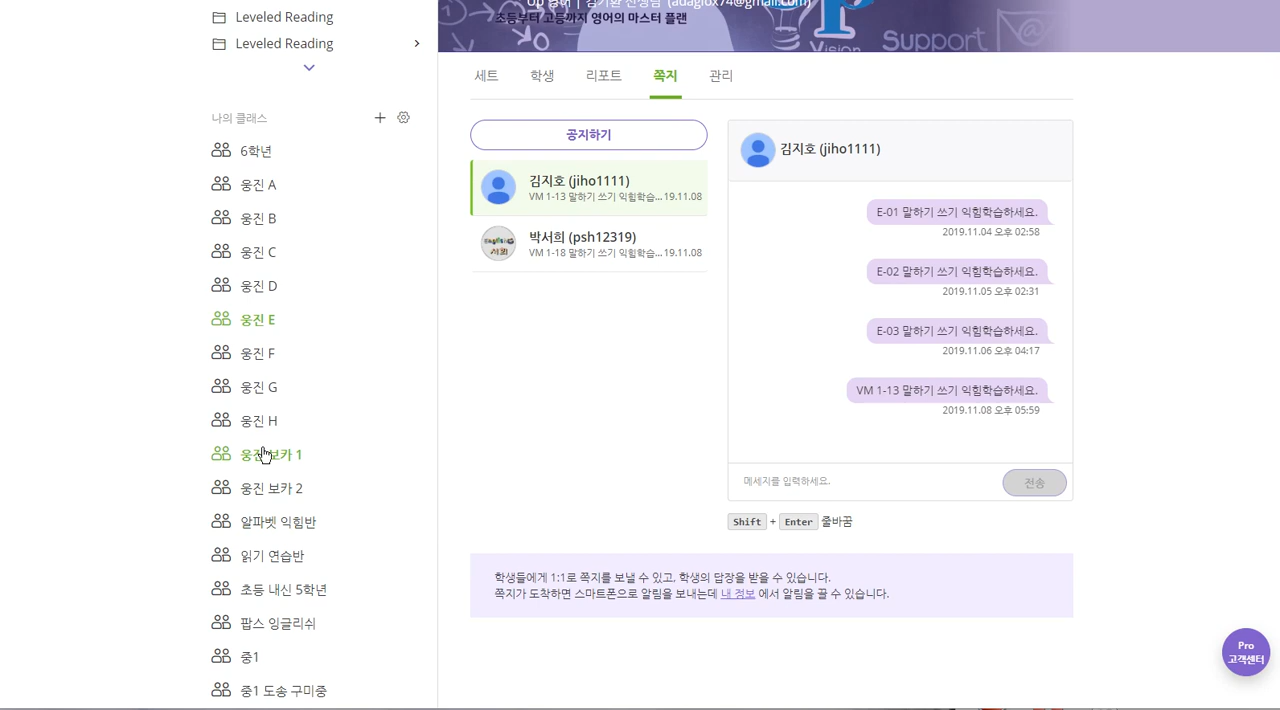 Leveled Reading
Leveled Reading
나의 클래스
6학년
웅진 A
웅진 B
웅진 C
웅진 D
웅진 E
웅진 F
웅진 G
웅진 H
웅진 보카 1
웅진 보카 2
알파벳 익힘반
읽기 연습반
초등 내신 5학년
팝스 잉글리쉬
중1
중1 도송 구미중
초등부터 고등까지 영어의 마스터 플랜
Vision
Support
세트
학생
리포트
쪽지
관리
공지하기
김지호 (jiho1111)
VM 1-13 말하기 쓰기 익힘학습... 19.11.08
박서희 (psh12319)
VM 1-18 말하기 쓰기 익힘학습... 19.11.08
김지호 (jiho1111)
E-01 말하기 쓰기 익힘학습하세요.
2019.11.04 오후 02:58
E-02 말하기 쓰기 익힘학습하세요.
2019.11.05 오후 02:31
E-03 말하기 쓰기 익힘학습하세요.
2019.11.06 오후 04:17
VM 1-13 말하기 쓰기 익힘학습하세요.
2019.11.08 오후 05:59
메세지를 입력하세요.
전송
Shift + Enter 줄바꿈
학생들에게 1:1로 쪽지를 보낼 수 있고, 학생의 답장을 받을 수 있습니다.
쪽지가 도착하면 스마트폰으로 알림을 보내는데 내 정보 에서 알림을 끌 수 있습니다.
Pro
고객센터